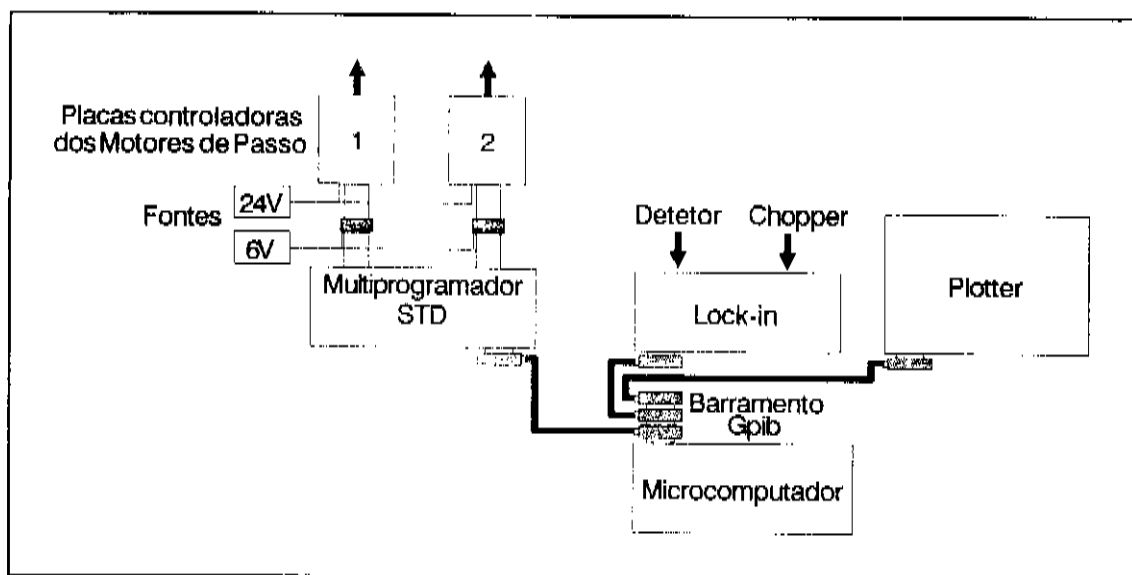 Placas controladoras
dos Motores de Passo
1
2
Fontes
24V
6V
Multiprogramador
STD
Detetor
Chopper
Lock-in
Plotter
Barramento
Gpib
Microcomputador